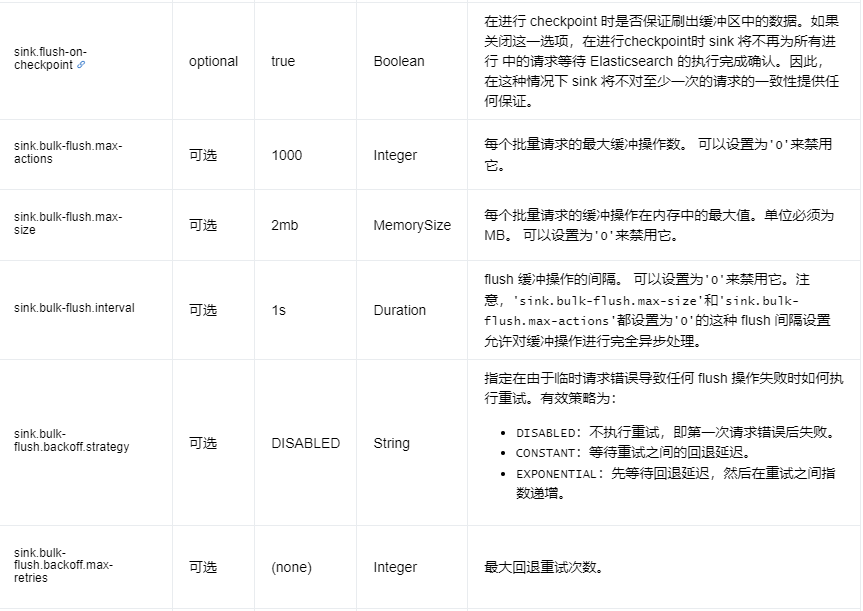 sink.flush-on-
checkpoint
optional
true
Boolean
在进行 checkpoint 时是否保证刷出缓冲区中的数据。如果
关闭这一选项，在进行checkpoint时 sink 将不再为所有进
行 中的请求等待 Elasticsearch 的执行完成确认。因此，
在这种情况下 sink 将不对至少一次的请求的一致性提供任
何保证。
sink.bulk-flush.max-
actions
可选
1000
Integer
每个批量请求的最大缓冲操作数。 可以设置为'0'来禁用
它。
sink.bulk-flush.max-
size
可选
2mb
MemorySize
每个批量请求的缓冲操作在内存中的最大值。单位必须为
MB。 可以设置为'0'来禁用它。
sink.bulk-flush.interval
可选
1s
Duration
flush 缓冲操作的间隔。 可以设置为'0'来禁用它。注
意，'sink.bulk-flush.max-size'和'sink.bulk-
flush.max-actions'都设置为'0'的这种 flush 间隔设置
允许对缓冲操作进行完全异步处理。
sink.bulk-
flush.backoff.strategy
可选
DISABLED
String
指定在由于临时请求错误导致任何 flush 操作失败时如何执
行重试。有效策略为：
• DISABLED：不执行重试，即第一次请求错误后失败。
• CONSTANT：等待重试之间的回退延迟。
• EXPONENTIAL：先等待回退延迟，然后在重试之间指
数递增。
sink.bulk-
flush.backoff.max-
retries
可选
(none)
Integer
最大回退重试次数。